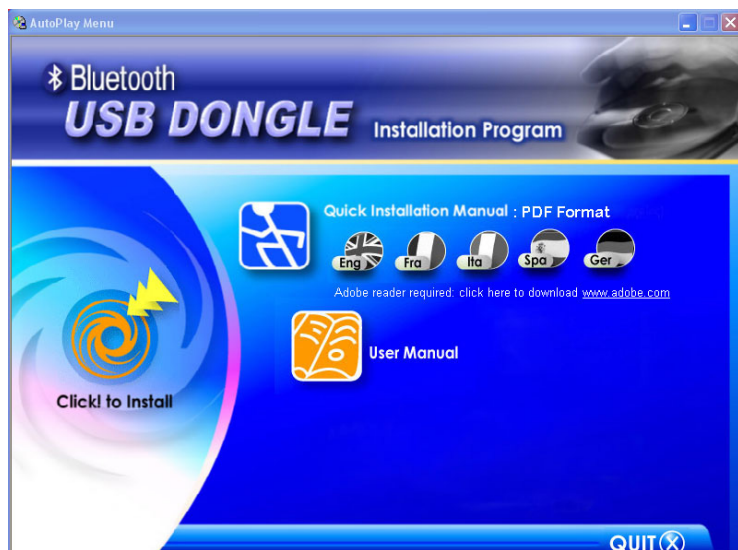 AutoPlay Menu
Bluetooth
USB DONGLE Installation Program
Quick Installation Manual : PDF Format
Eng Fra Ita Spa Ger
Adobe reader required: click here to download www.adobe.com
User Manual
Click! to Install
QUIT